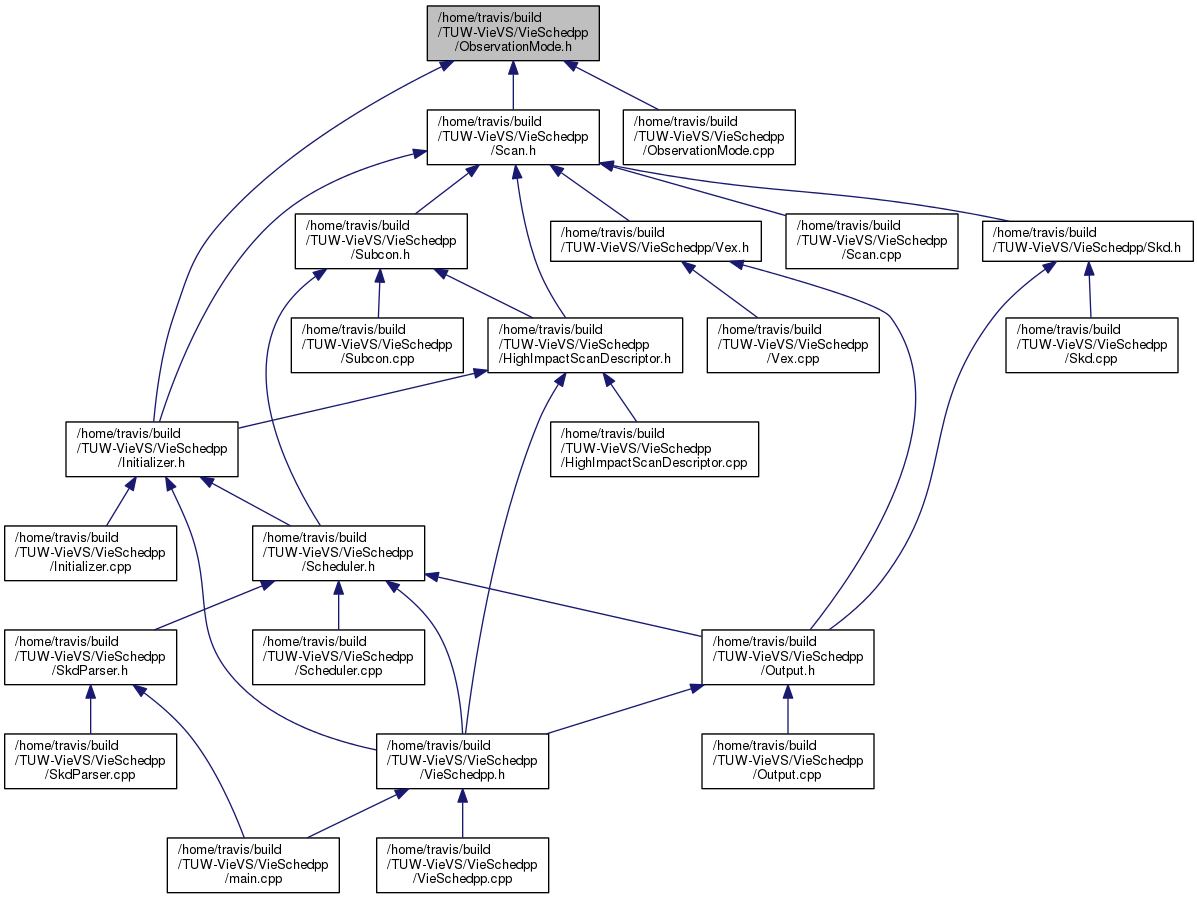 /home/travis/build
/TUW-VieVS/VieSchedpp
/ObservationMode.h
/home/travis/build
/TUW-VieVS/VieSchedpp
/Scan.h
/home/travis/build
/TUW-VieVS/VieSchedpp
/ObservationMode.cpp
/home/travis/build
/TUW-VieVS/VieSchedpp
/Subcon.h
/home/travis/build
/TUW-VieVS/VieSchedpp/Vex.h
/home/travis/build
/TUW-VieVS/VieSchedpp
/Scan.cpp
/home/travis/build
/TUW-VieVS/VieSchedpp/Skd.h
/home/travis/build
/TUW-VieVS/VieSchedpp
/Subcon.cpp
/home/travis/build
/TUW-VieVS/VieSchedpp
/HighImpactScanDescriptor.h
/home/travis/build
/TUW-VieVS/VieSchedpp
/Vex.cpp
/home/travis/build
/TUW-VieVS/VieSchedpp
/Skd.cpp
/home/travis/build
/TUW-VieVS/VieSchedpp
/Initializer.h
/home/travis/build
/TUW-VieVS/VieSchedpp
/HighImpactScanDescriptor.cpp
/home/travis/build
/TUW-VieVS/VieSchedpp
/Initializer.cpp
/home/travis/build
/TUW-VieVS/VieSchedpp
/Scheduler.h
/home/travis/build
/TUW-VieVS/VieSchedpp
/SkdParser.h
/home/travis/build
/TUW-VieVS/VieSchedpp
/Scheduler.cpp
/home/travis/build
/TUW-VieVS/VieSchedpp
/Output.h
/home/travis/build
/TUW-VieVS/VieSchedpp
/SkdParser.cpp
/home/travis/build
/TUW-VieVS/VieSchedpp
/VieSchedpp.h
/home/travis/build
/TUW-VieVS/VieSchedpp
/Output.cpp
/home/travis/build
/TUW-VieVS/VieSchedpp
/main.cpp
/home/travis/build
/TUW-VieVS/VieSchedpp
/VieSchedpp.cpp